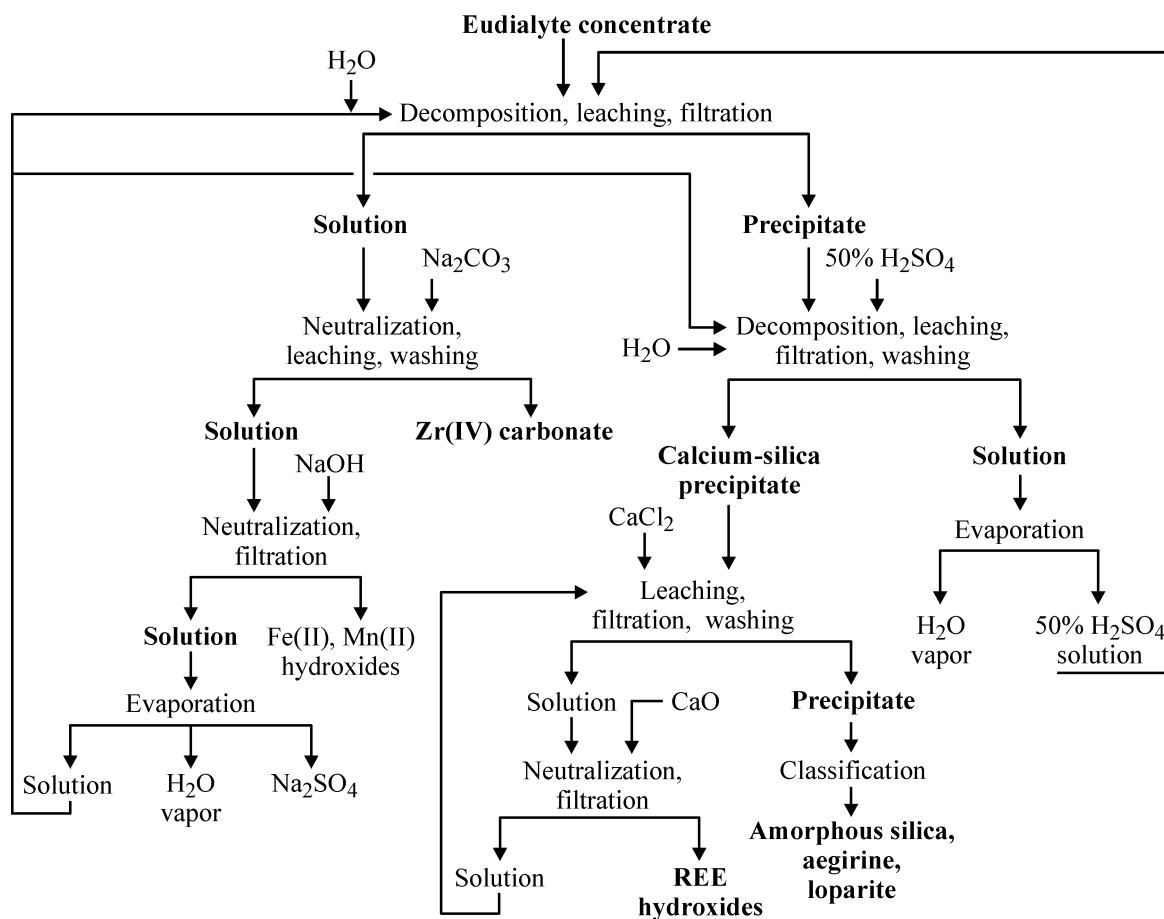 Eudialyte concentrate
H₂O
Decomposition, leaching, filtration
Solution
Precipitate
Na₂CO₃
50% H₂SO₄
Neutralization,
leaching, washing
H₂O
Decomposition, leaching,
filtration, washing
Solution
Zr(IV) carbonate
Calcium-silica
precipitate
Solution
NaOH
Neutralization,
filtration
CaCl₂
Evaporation
Leaching,
filtration, washing
Solution
Fe(II), Mn(II)
hydroxides
H₂O
vapor
50% H₂SO₄
solution
Evaporation
Solution
CaO
Precipitate
Solution
H₂O
vapor
Na₂SO₄
Neutralization,
filtration
Classification
Solution
REE
hydroxides
Amorphous silica,
aegirine,
loparite